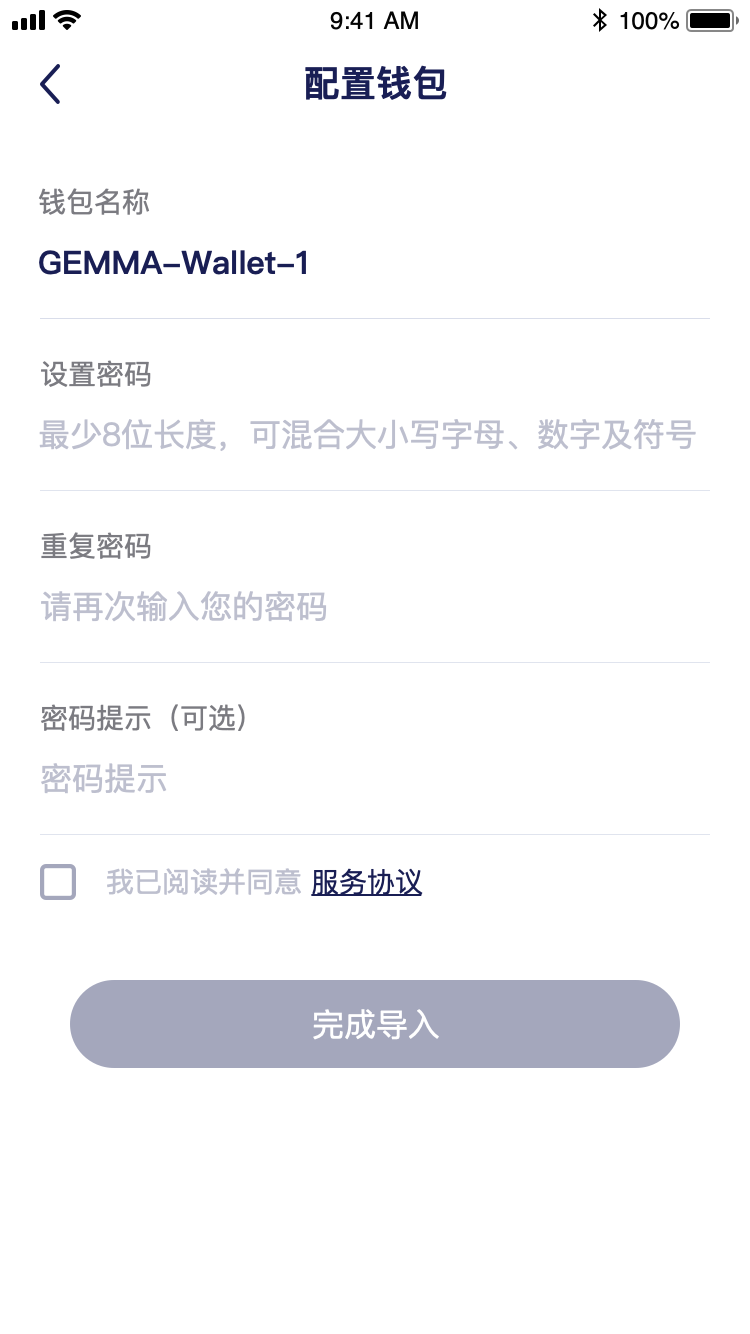 9:41 AM
100%
配置钱包
钱包名称
GEMMA–Wallet–1
设置密码
最少8位长度，可混合大小写字母、数字及符号
重复密码
请再次输入您的密码
密码提示（可选）
密码提示
我已阅读并同意 服务协议
完成导入